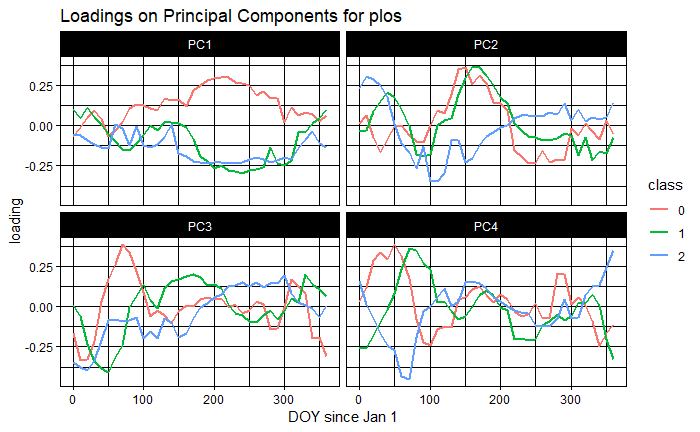 Loadings on Principal Components for plos
PC1
PC2
0.25
0.00
-0.25
PC3
PC4
0.25
0.00
-0.25
0
100
200
300
0
100
200
300
loading
DOY since Jan 1
class
0
1
2